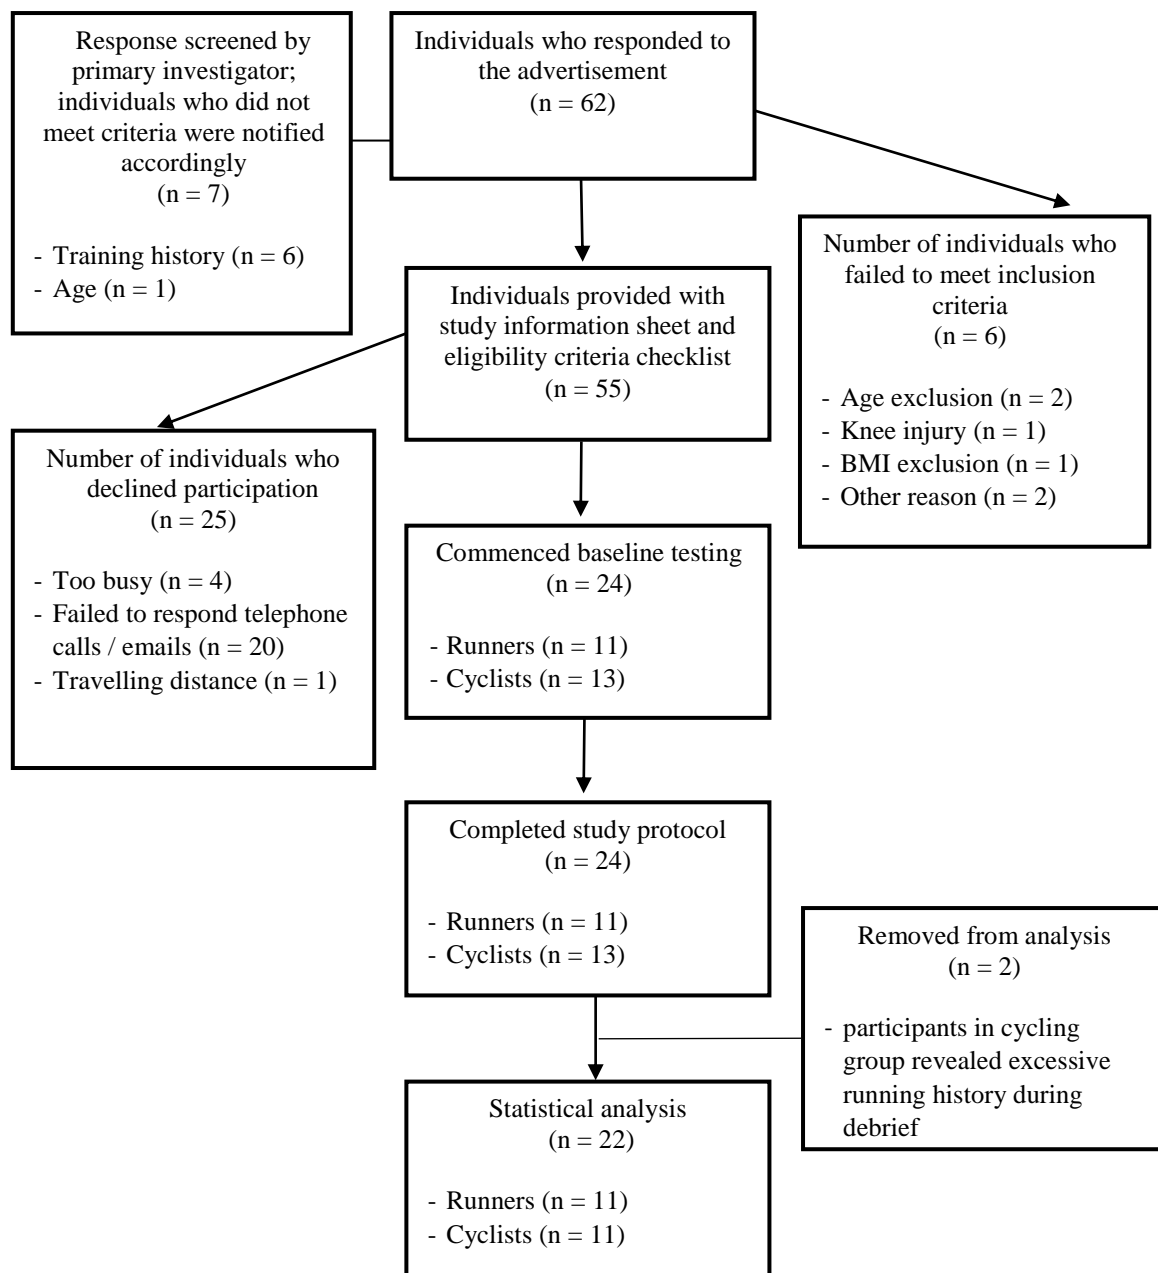 Response screened by
primary investigator;
individuals who did not
meet criteria were notified
accordingly
(n = 7)
- Training history (n = 6)
- Age (n = 1)
Individuals who responded to
the advertisement
(n = 62)
Number of individuals who
failed to meet inclusion
criteria
(n = 6)
- Age exclusion (n = 2)
- Knee injury (n = 1)
- BMI exclusion (n = 1)
- Other reason (n = 2)
Individuals provided with
study information sheet and
eligibility criteria checklist
(n = 55)
Number of individuals who
declined participation
(n = 25)
- Too busy (n = 4)
- Failed to respond telephone
calls / emails (n = 20)
- Travelling distance (n = 1)
Commenced baseline testing
(n = 24)
- Runners (n = 11)
- Cyclists (n = 13)
Completed study protocol
(n = 24)
- Runners (n = 11)
- Cyclists (n = 13)
Removed from analysis
(n = 2)
- participants in cycling
group revealed excessive
running history during
debrief
Statistical analysis
(n = 22)
- Runners (n = 11)
- Cyclists (n = 11)